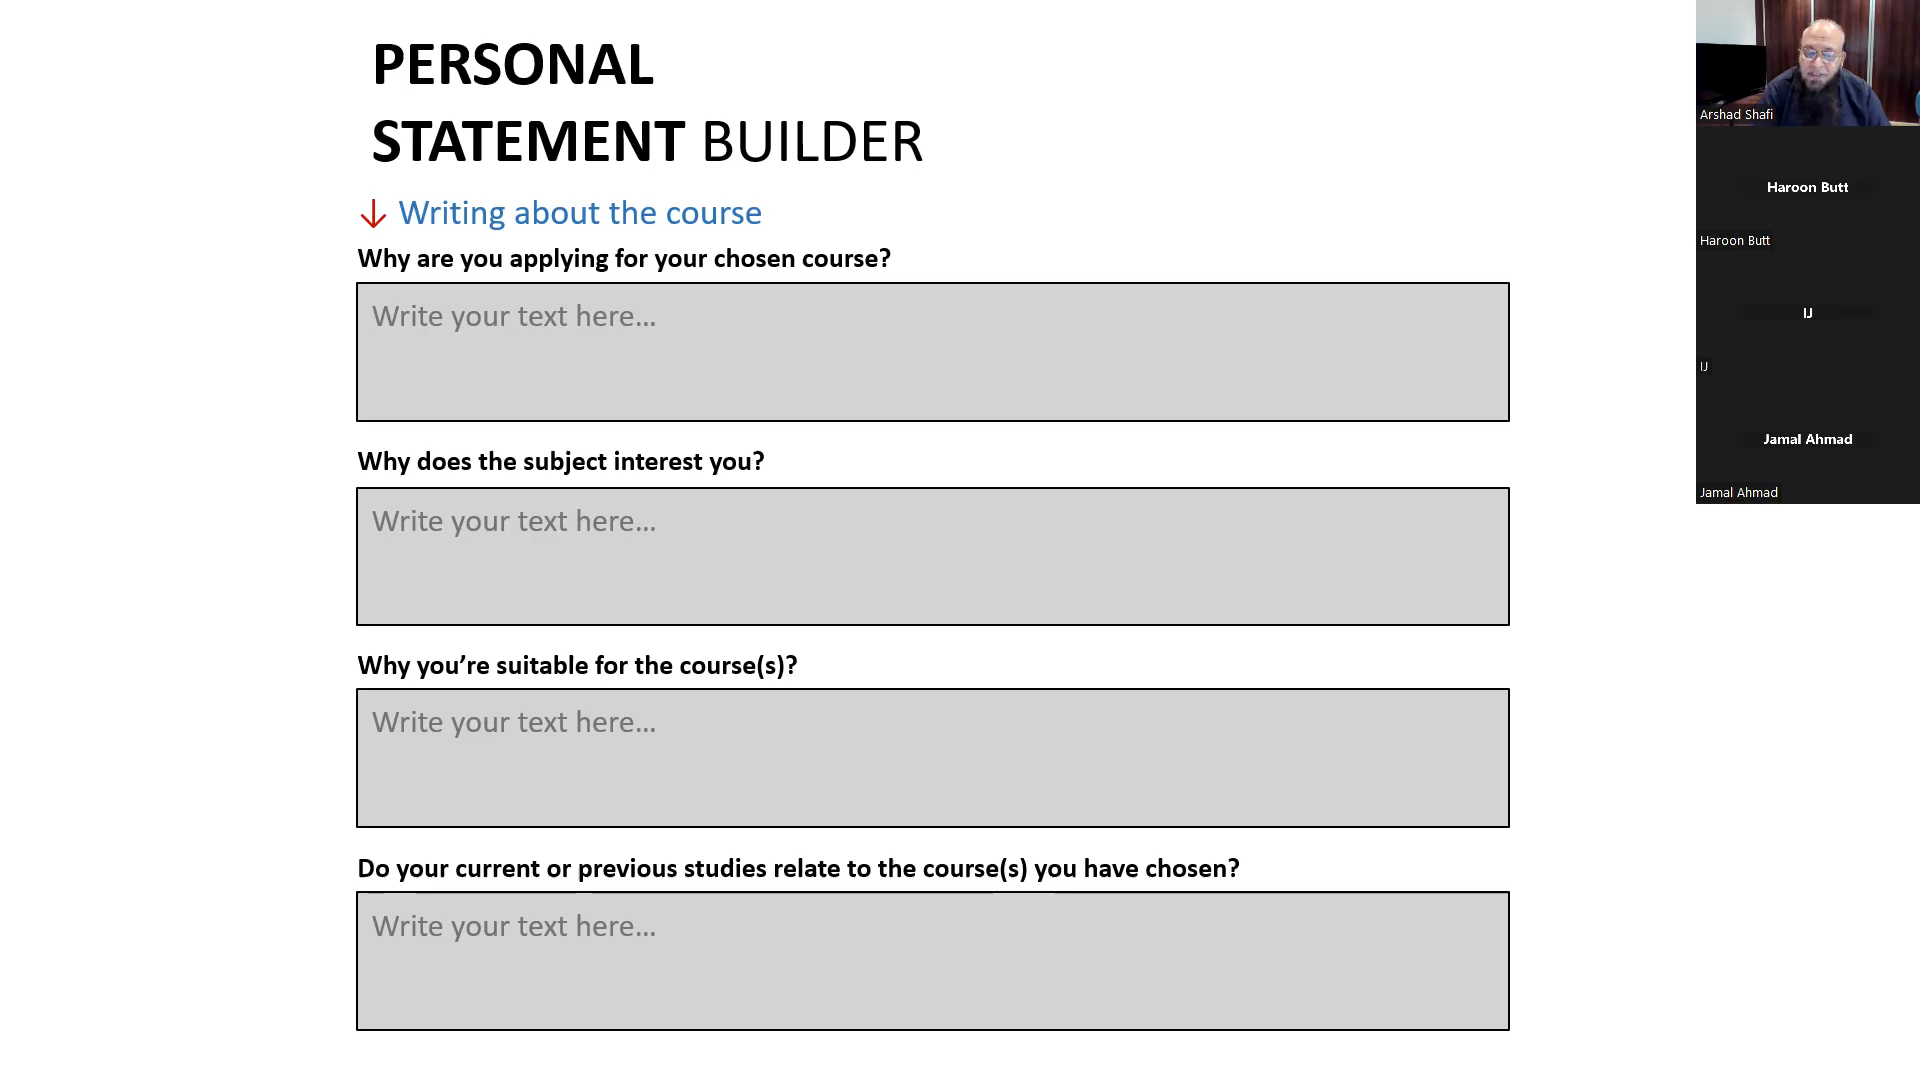 PERSONAL
STATEMENT BUILDER
↓ Writing about the course
Why are you applying for your chosen course?
Write your text here...
Why does the subject interest you?
Write your text here...
Why you’re suitable for the course(s)?
Write your text here...
Do your current or previous studies relate to the course(s) you have chosen?
Write your text here...
Arshad Shafi
Haroon Butt
Haroon Butt
IJ
IJ
Jamal Ahmad
Jamal Ahmad